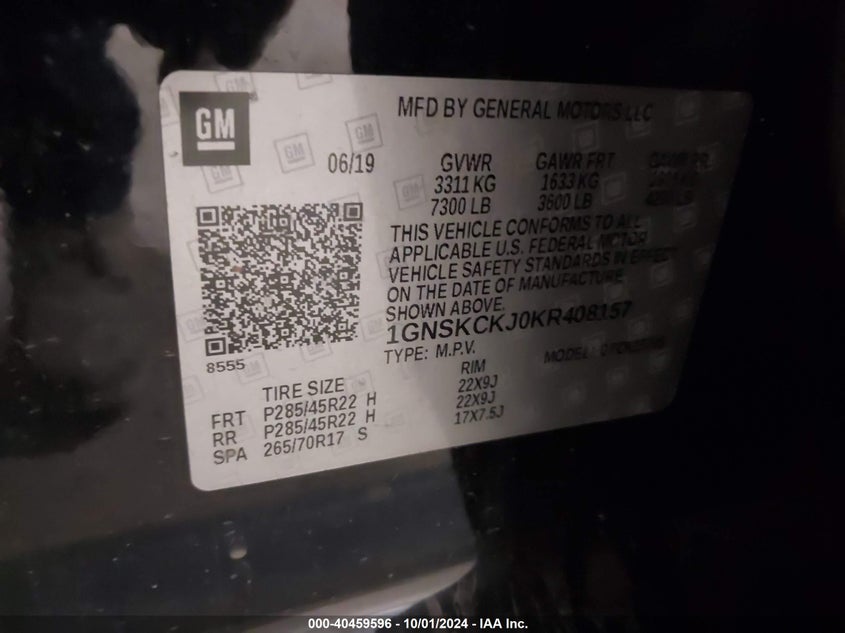 GM
MFD BY GENERAL MOTORS LLC
06/19 GVWR GAWR FRT GAWR RR
3311 KG 1633 KG
7300 LB 3600 LB LB
THIS VEHICLE CONFORMS TO ALL
APPLICABLE U.S. FEDERAL MOTOR
VEHICLE SAFETY STANDARDS IN EFFECT
ON THE DATE OF MANUFACTURE
SHOWN ABOVE.
1GNSKCKJ0KR408157
8555 TYPE: M.P.V. MODEL:
TIRE SIZE RIM
FRT P285/45R22 H 22X9J
RR P285/45R22 H 22X9J
SPA 265/70R17 S 17X7.5J
000-40459596 - 10/01/2024 - IAA Inc.